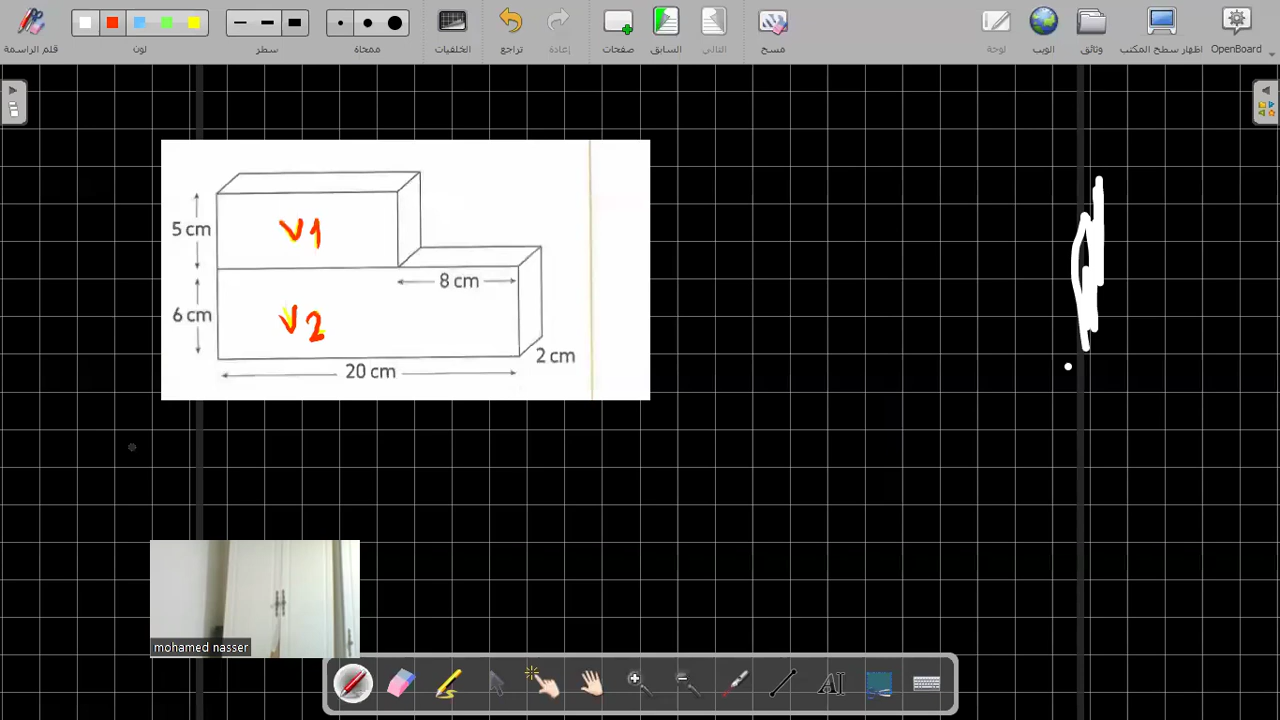 قلم الراسمة
لون
سطر
ممحاة
الخلفيات
تراجع
إعادة
صفحات
السابق
التالي
مسح
لوحة
الويب
وثائق
اظهار سطح المكتب
OpenBoard
5 cm
V1
8 cm
6 cm
V2
2 cm
20 cm
mohamed nasser
AI